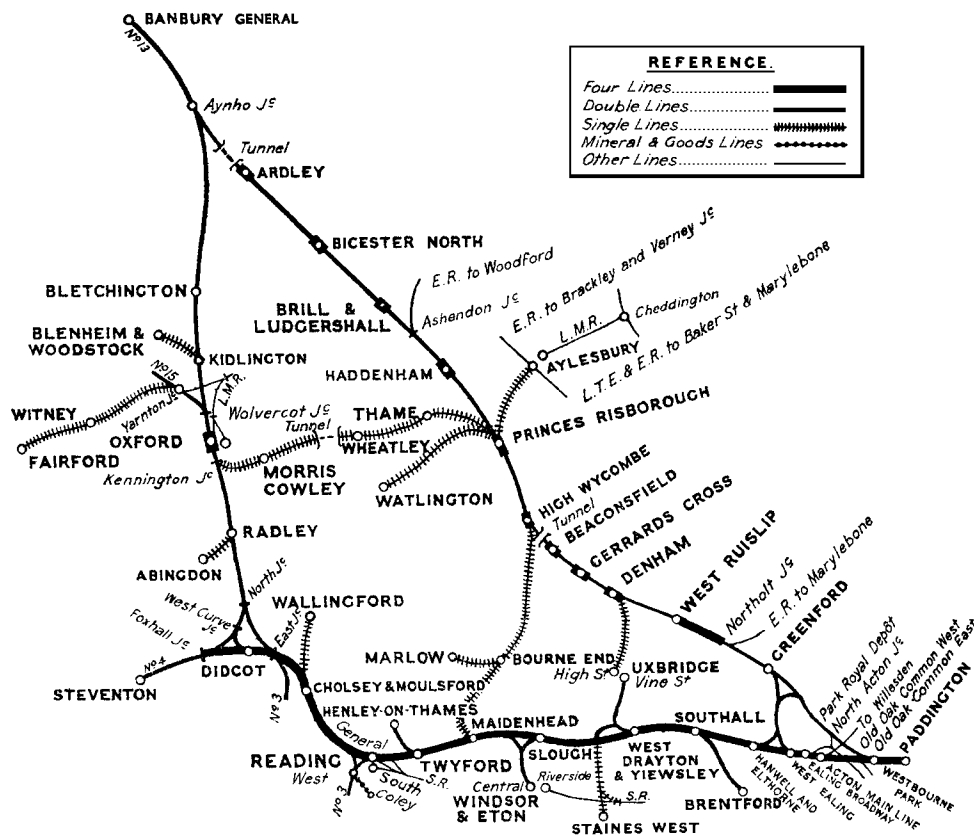 BANBURY GENERAL
Nº13
REFERENCE.
Four Lines
Double Lines
Single Lines
Mineral & Goods Lines
Other Lines
Aynho Jc
Tunnel
ARDLEY
BICESTER NORTH
E.R. to Woodford
BLETCHINGTON
BRILL &
LUDGERSHALL
Ashendon Jc
E.R. to Brackley and Verney Jc
L.M.R.
Cheddington
BLENHEIM &
WOODSTOCK
KIDLINGTON
HADDENHAM
AYLESBURY
L.T.E. & E.R. to Baker St & Marylebone
Nº15
L.M.R.
Yarnton Jc
WITNEY
FAIRFORD
Wolvercot Jc
Tunnel
THAME
WHEATLEY
PRINCES RISBOROUGH
OXFORD
Kennington Jc
MORRIS
COWLEY
WATLINGTON
HIGH WYCOMBE
Tunnel
BEACONSFIELD
GERRARDS CROSS
DENHAM
WEST RUISLIP
Northolt Jc
E.R. to Marylebone
GREENFORD
RADLEY
ABINGDON
North Jc
West Curve
Jc
Foxhall Jc
East Jc
WALLINGFORD
Nº4
STEVENTON
DIDCOT
Nº3
CHOLSEY & MOULSFORD
MARLOW
BOURNE END
High St
UXBRIDGE
Vine St
Park Royal Depôt
North Acton Jc
To Willesden
Old Oak Common West
Old Oak Common East
PADDINGTON
HENLEY-ON-THAMES
General
READING
West
Nº3
South
Coley
S.R.
TWYFORD
MAIDENHEAD
SLOUGH
Central
Riverside
WINDSOR
& ETON
S.R.
WEST
DRAYTON
& YIEWSLEY
STAINES WEST
SOUTHALL
BRENTFORD
HANWELL AND
ELTHORNE
WEST EALING
EALING BROADWAY
ACTON MAIN LINE
WESTBOURNE
PARK